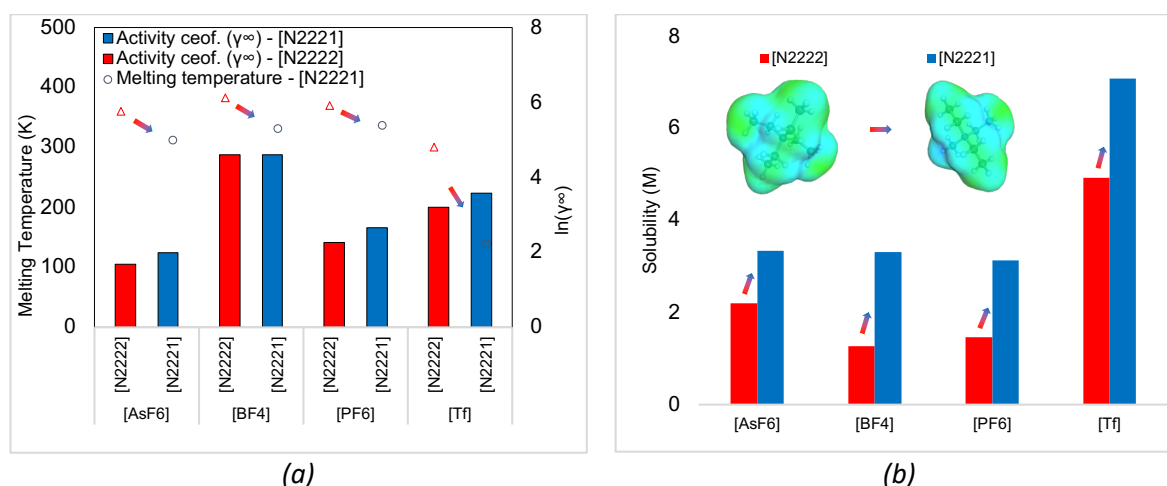 500
400
300
200
100
0
Melting Temperature (K)
Activity ceof. (γ∞) - [N2221]
Activity ceof. (γ∞) - [N2222]
Melting temperature - [N2221]
8
6
4
2
0
ln(γ∞)
[N2222] [N2221] [N2222] [N2221] [N2222] [N2221] [N2222] [N2221]
[AsF6] [BF4] [PF6] [Tf]
(a)
8
6
4
2
0
Solubility (M)
[N2222] [N2221]
[AsF6] [BF4] [PF6] [Tf]
(b)